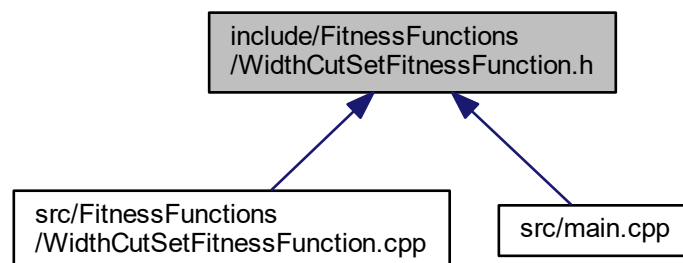 include/FitnessFunctions
/WidthCutSetFitnessFunction.h
src/FitnessFunctions
/WidthCutSetFitnessFunction.cpp
src/main.cpp